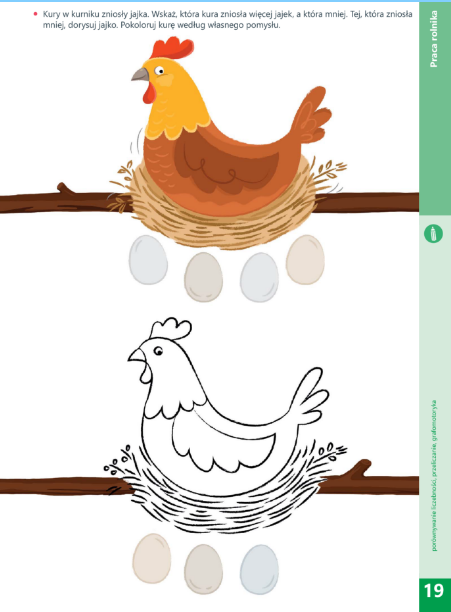 • Kury w kurniku zniosły jajka. Wskaż, która kura zniosła więcej jajek, a która mniej. Tej, która zniosła
mniej, dorysuj jajko. Pokoloruj kurę według własnego pomysłu.
Praca rolnika
porównywanie liczebności, przeliczanie, grafomotoryka
19